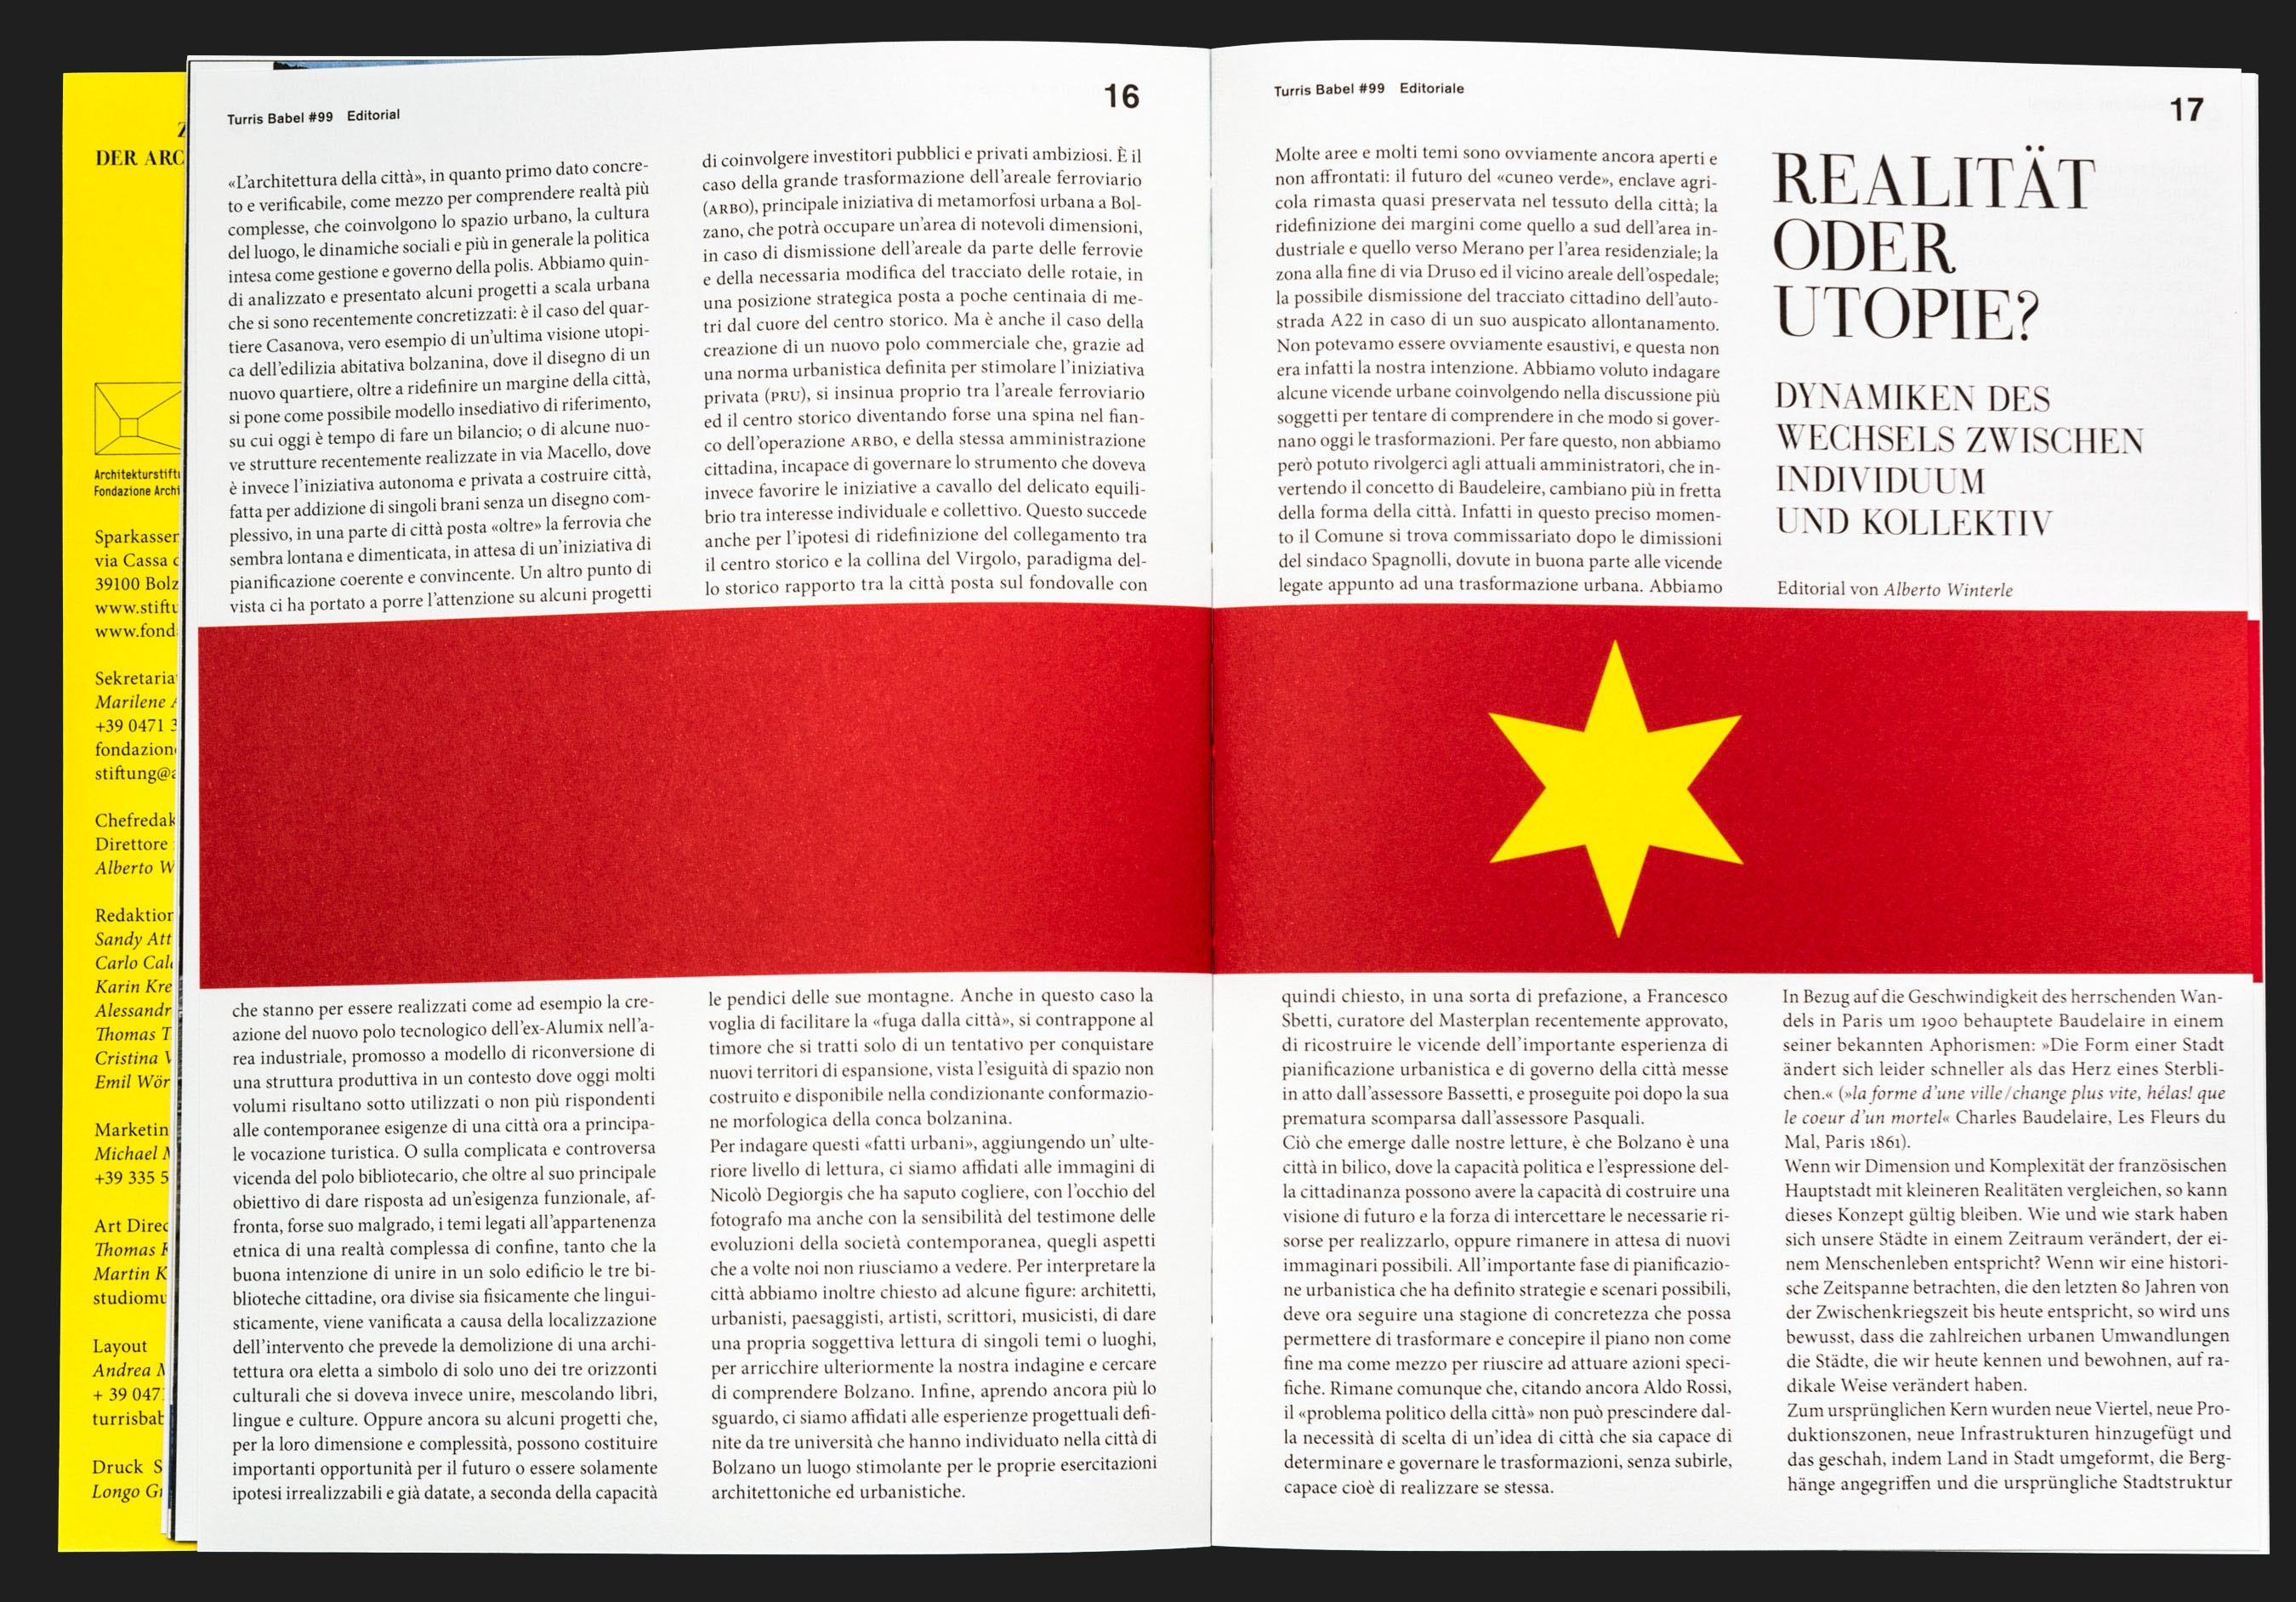 DER ARC
Architekturstift
Fondazione Archi
Sparkasser
via Cassa
39100 Bolz
www.stiftu
www.fond
Sekretaria
Marilene
+39 0471 3
fondazion
stiftung@a
Chefredak
Direttore
Alberto W
Redaktior
Sandy Att
Carlo Cal
Karin Kre
Alessandr
Thomas T
Cristina
Emil Wör
Marketin
Michael
+39 335 5
Art Direc
Thomas
Martin K
studiomu
Layout
Andrea
+ 39 047
turrisbab
Druck S
Longo Gr
Turris Babel #99 Editorial
16
«L’architettura della città», in quanto primo dato concre-
to e verificabile, come mezzo per comprendere realtà più
complesse, che coinvolgono lo spazio urbano, la cultura
del luogo, le dinamiche sociali e più in generale la politica
intesa come gestione e governo della polis. Abbiamo quin-
di analizzato e presentato alcuni progetti a scala urbana
che si sono recentemente concretizzati: è il caso del quar-
tiere Casanova, vero esempio di un’ultima visione utopi-
ca dell’edilizia abitativa bolzanina, dove il disegno di un
nuovo quartiere, oltre a ridefinire un margine della città,
si pone come possibile modello insediativo di riferimento,
su cui oggi è tempo di fare un bilancio; o di alcune nuo-
ve strutture recentemente realizzate in via Macello, dove
è invece l’iniziativa autonoma e privata a costruire città,
fatta per addizione di singoli brani senza un disegno com-
plessivo, in una parte di città posta «oltre» la ferrovia che
sembra lontana e dimenticata, in attesa di un’iniziativa di
pianificazione coerente e convincente. Un altro punto di
vista ci ha portato a porre l’attenzione su alcuni progetti
che stanno per essere realizzati come ad esempio la cre-
azione del nuovo polo tecnologico dell’ex-Alumix nell’a-
rea industriale, promosso a modello di riconversione di
una struttura produttiva in un contesto dove oggi molti
volumi risultano sotto utilizzati o non più rispondenti
alle contemporanee esigenze di una città ora a principa-
le vocazione turistica. O sulla complicata e controversa
vicenda del polo bibliotecario, che oltre al suo principale
obiettivo di dare risposta ad un’esigenza funzionale, af-
fronta, forse suo malgrado, i temi legati all’appartenenza
etnica di una realtà complessa di confine, tanto che la
buona intenzione di unire in un solo edificio le tre bi-
blioteche cittadine, ora divise sia fisicamente che lingui-
sticamente, viene vanificata a causa della localizzazione
dell’intervento che prevede la demolizione di una archi-
tettura ora eletta a simbolo di solo uno dei tre orizzonti
culturali che si doveva invece unire, mescolando libri,
lingue e culture. Oppure ancora su alcuni progetti che,
per la loro dimensione e complessità, possono costituire
importanti opportunità per il futuro o essere solamente
ipotesi irrealizzabili e già datate, a seconda della capacità
di coinvolgere investitori pubblici e privati ambiziosi. È il
caso della grande trasformazione dell’areale ferroviario
(ARBO), principale iniziativa di metamorfosi urbana a Bol-
zano, che potrà occupare un’area di notevoli dimensioni,
in caso di dismissione dell’areale da parte delle ferrovie
e della necessaria modifica del tracciato delle rotaie, in
una posizione strategica posta a poche centinaia di me-
tri dal cuore del centro storico. Ma è anche il caso della
creazione di un nuovo polo commerciale che, grazie ad
una norma urbanistica definita per stimolare l’iniziativa
privata (PRU), si insinua proprio tra l’areale ferroviario
ed il centro storico diventando forse una spina nel fian-
co dell’operazione ARBO, e della stessa amministrazione
cittadina, incapace di governare lo strumento che doveva
invece favorire le iniziative a cavallo del delicato equili-
brio tra interesse individuale e collettivo. Questo succede
anche per l’ipotesi di ridefinizione del collegamento tra
il centro storico e la collina del Virgolo, paradigma del-
lo storico rapporto tra la città posta sul fondovalle con
le pendici delle sue montagne. Anche in questo caso la
voglia di facilitare la «fuga dalla città», si contrappone al
timore che si tratti solo di un tentativo per conquistare
nuovi territori di espansione, vista l’esiguità di spazio non
costruito e disponibile nella condizionante conformazio-
ne morfologica della conca bolzanina.
Per indagare questi «fatti urbani», aggiungendo un’ ulte-
riore livello di lettura, ci siamo affidati alle immagini di
Nicolò Degiorgis che ha saputo cogliere, con l’occhio del
fotografo ma anche con la sensibilità del testimone delle
evoluzioni della società contemporanea, quegli aspetti
che a volte noi non riusciamo a vedere. Per interpretare la
città abbiamo inoltre chiesto ad alcune figure: architetti,
urbanisti, paesaggisti, artisti, scrittori, musicisti, di dare
una propria soggettiva lettura di singoli temi o luoghi,
per arricchire ulteriormente la nostra indagine e cercare
di comprendere Bolzano. Infine, aprendo ancora più lo
sguardo, ci siamo affidati alle esperienze progettuali defi-
nite da tre università che hanno individuato nella città di
Bolzano un luogo stimolante per le proprie esercitazioni
architettoniche ed urbanistiche.
Turris Babel #99 Editoriale
17
Molte aree e molti temi sono ovviamente ancora aperti e
non affrontati: il futuro del «cuneo verde», enclave agri-
cola rimasta quasi preservata nel tessuto della città; la
ridefinizione dei margini come quello a sud dell’area in-
dustriale e quello verso Merano per l’area residenziale; la
zona alla fine di via Druso ed il vicino areale dell’ospedale;
la possibile dismissione del tracciato cittadino dell’auto-
strada A22 in caso di un suo auspicato allontanamento.
Non potevamo essere ovviamente esaustivi, e questa non
era infatti la nostra intenzione. Abbiamo voluto indagare
alcune vicende urbane coinvolgendo nella discussione più
soggetti per tentare di comprendere in che modo si gover-
nano oggi le trasformazioni. Per fare questo, non abbiamo
però potuto rivolgerci agli attuali amministratori, che in-
vertendo il concetto di Baudeleire, cambiano più in fretta
della forma della città. Infatti in questo preciso momen-
to il Comune si trova commissariato dopo le dimissioni
del sindaco Spagnolli, dovute in buona parte alle vicende
legate appunto ad una trasformazione urbana. Abbiamo
quindi chiesto, in una sorta di prefazione, a Francesco
Sbetti, curatore del Masterplan recentemente approvato,
di ricostruire le vicende dell’importante esperienza di
pianificazione urbanistica e di governo della città messe
in atto dall’assessore Bassetti, e proseguite poi dopo la sua
prematura scomparsa dall’assessore Pasquali.
Ciò che emerge dalle nostre letture, è che Bolzano è una
città in bilico, dove la capacità politica e l’espressione del-
la cittadinanza possono avere la capacità di costruire una
visione di futuro e la forza di intercettare le necessarie ri-
sorse per realizzarlo, oppure rimanere in attesa di nuovi
immaginari possibili. All’importante fase di pianificazio-
ne urbanistica che ha definito strategie e scenari possibili,
deve ora seguire una stagione di concretezza che possa
permettere di trasformare e concepire il piano non come
fine ma come mezzo per riuscire ad attuare azioni speci-
fiche. Rimane comunque che, citando ancora Aldo Rossi,
il «problema politico della città» non può prescindere dal-
la necessità di scelta di un’idea di città che sia capace di
determinare e governare le trasformazioni, senza subirle,
capace cioè di realizzare se stessa.
REALITÄT
ODER
UTOPIE?
DYNAMIKEN DES
WECHSELS ZWISCHEN
INDIVIDUUM
UND KOLLEKTIV
Editorial von Alberto Winterle
In Bezug auf die Geschwindigkeit des herrschenden Wan-
dels in Paris um 1900 behauptete Baudelaire in einem
seiner bekannten Aphorismen: »Die Form einer Stadt
ändert sich leider schneller als das Herz eines Sterbli-
chen.« (»la forme d’une ville/change plus vite, hélas! que
le coeur d’un mortel« Charles Baudelaire, Les Fleurs du
Mal, Paris 1861).
Wenn wir Dimension und Komplexität der französischen
Hauptstadt mit kleineren Realitäten vergleichen, so kann
dieses Konzept gültig bleiben. Wie und wie stark haben
sich unsere Städte in einem Zeitraum verändert, der ei-
nem Menschenleben entspricht? Wenn wir eine histori-
sche Zeitspanne betrachten, die den letzten 80 Jahren von
der Zwischenkriegszeit bis heute entspricht, so wird uns
bewusst, dass die zahlreichen urbanen Umwandlungen
die Städte, die wir heute kennen und bewohnen, auf ra-
dikale Weise verändert haben.
Zum ursprünglichen Kern wurden neue Viertel, neue Pro-
duktionszonen, neue Infrastrukturen hinzugefügt und
das geschah, indem Land in Stadt umgeformt, die Berg-
hänge angegriffen und die ursprüngliche Stadtstruktur